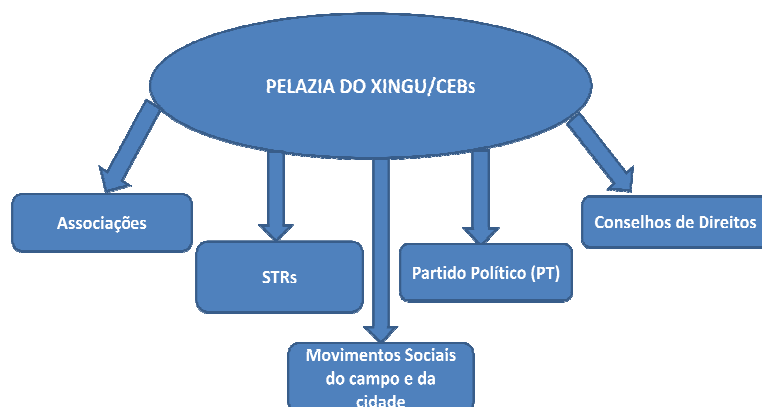 PELAZIA DO XINGU/CEBs
Associações
Conselhos de Direitos
STRs
Partido Político (PT)
Movimentos Sociais
do campo e da
cidade